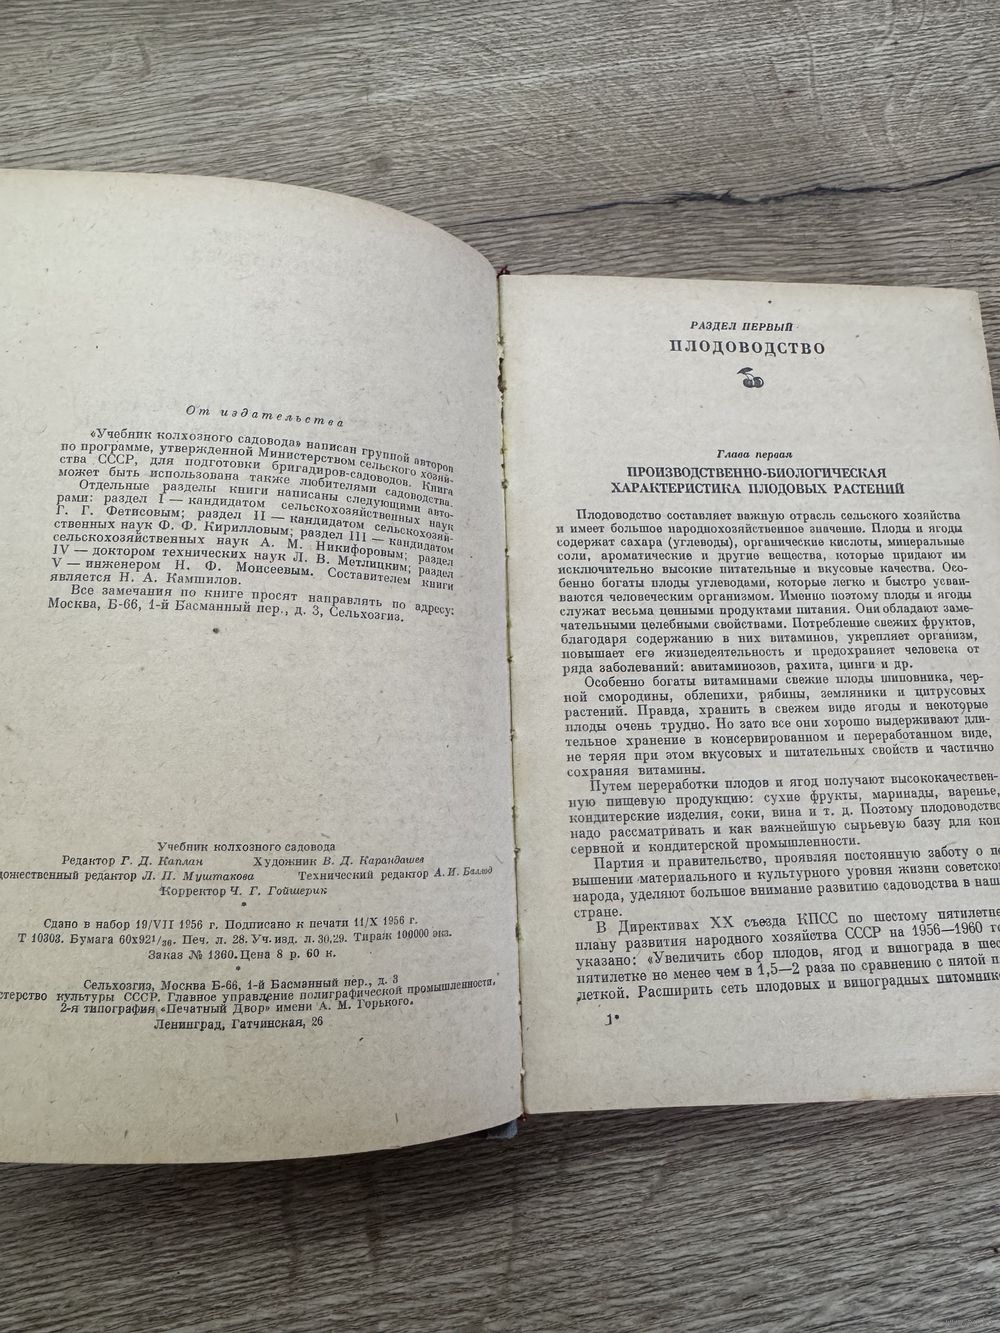 От издательства
«Учебник колхозного садовода» написан группой авторов
по программе, утвержденной Министерством сельского хозяй-
ства СССР, для подготовки бригадиров-садоводов. Книга
может быть использована также любителями садоводства.
Отдельные разделы книги написаны следующими авто-
рами: раздел I — кандидатом сельскохозяйственных наук
Г. Г. Фетисовым; раздел II — кандидатом сельскохозяй-
ственных наук Ф. Ф. Кирилловым; раздел III — кандидатом
сельскохозяйственных наук А. М. Никифоровым; раздел
IV — доктором технических наук Л. В. Метлицким; раздел
V — инженером Н. Ф. Моисеевым. Составителем книги
является Н. А. Камшилов.
Все замечания по книге просят направлять по адресу:
Москва, Б-66, 1-й Басманный пер., д. 3, Сельхозгиз.
Учебник колхозного садовода
Редактор Г. Д. Каплан Художник В. Д. Карандашев
дожественный редактор Л. П. Муштакова Технический редактор А. И. Баллод
Корректор Ч. Г. Гойшерик
*
Сдано в набор 19/VII 1956 г. Подписано к печати 11/X 1956 г.
Т 10303. Бумага 60х92 1/36. Печ. л. 28. Уч. изд. л. 30,29. Тираж 100000 экз.
Заказ № 1360. Цена 8 р. 60 к.
*
Сельхозгиз, Москва Б-66, 1-й Басманный пер., д. 3
стерство культуры СССР. Главное управление полиграфической промышленности,
2-я типография «Печатный Двор» имени А. М. Горького.
Ленинград, Гатчинская, 26
РАЗДЕЛ ПЕРВЫЙ
ПЛОДОВОДСТВО
Глава первая
ПРОИЗВОДСТВЕННО-БИОЛОГИЧЕСКАЯ
ХАРАКТЕРИСТИКА ПЛОДОВЫХ РАСТЕНИЙ
Плодоводство составляет важную отрасль сельского хозяйства
и имеет большое народнохозяйственное значение. Плоды и ягоды
содержат сахара (углеводы), органические кислоты, минеральные
соли, ароматические и другие вещества, которые придают им
исключительно высокие питательные и вкусовые качества. Осо-
бенно богаты плоды углеводами, которые легко и быстро усваи-
ваются человеческим организмом. Именно поэтому плоды и ягоды
служат весьма ценными продуктами питания. Они обладают заме-
чательными целебными свойствами. Потребление свежих фруктов,
благодаря содержанию в них витаминов, укрепляет организм,
повышает его жизнедеятельность и предохраняет человека от
ряда заболеваний: авитаминозов, рахита, цинги и др.
Особенно богаты витаминами свежие плоды шиповника, чер-
ной смородины, облепихи, рябины, земляники и цитрусовых
растений. Правда, хранить в свежем виде ягоды и некоторые
плоды очень трудно. Но зато все они хорошо выдерживают дли-
тельное хранение в консервированном и переработанном виде,
не теряя при этом вкусовых и питательных свойств и частично
сохраняя витамины.
Путем переработки плодов и ягод получают высококачествен-
ную пищевую продукцию: сухие фрукты, маринады, варенье,
кондитерские изделия, соки, вина и т. д. Поэтому плодоводство
надо рассматривать и как важнейшую сырьевую базу для кон
сервной и кондитерской промышленности.
Партия и правительство, проявляя постоянную заботу о по
вышении материального и культурного уровня жизни советско
народа, уделяют большое внимание развитию садоводства в наш
стране.
В Директивах XX съезда КПСС по шестому пятилетне
плану развития народного хозяйства СССР на 1956—1960 го
указано: «Увеличить сбор плодов, ягод и винограда в шес
пятилетке не менее чем в 1,5—2 раза по сравнению с пятой п
леткой. Расширить сеть плодовых и виноградных питомник
1*